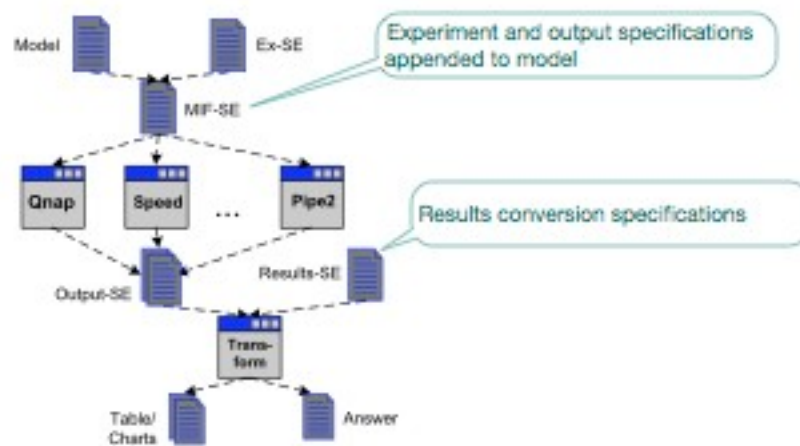 Model
Ex-SE
Experiment and output specifications
appended to model
MIF-SE
Qnap
Speed
...
Pipe2
Results conversion specifications
Output-SE
Results-SE
Trans-
form
Table/
Charts
Answer